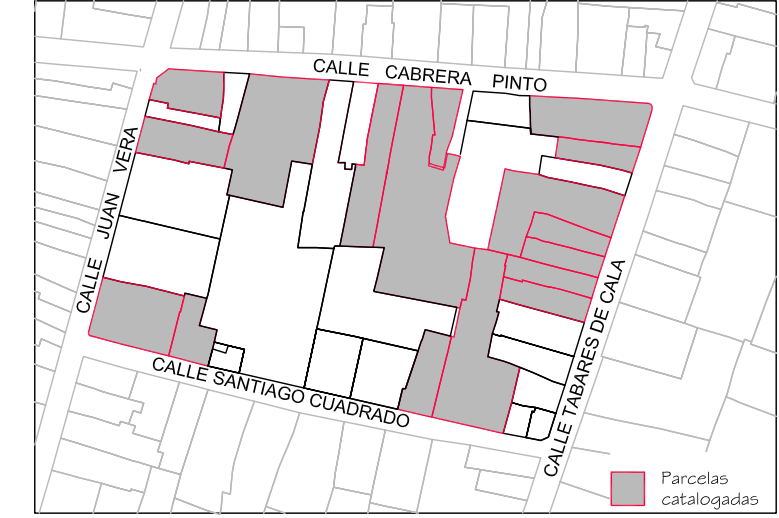 CALLE CABRERA PINTO
CALLE JUAN VERA
CALLE TABARES DE CALA
CALLE SANTIAGO CUADRADO
Parcelas
catalogadas